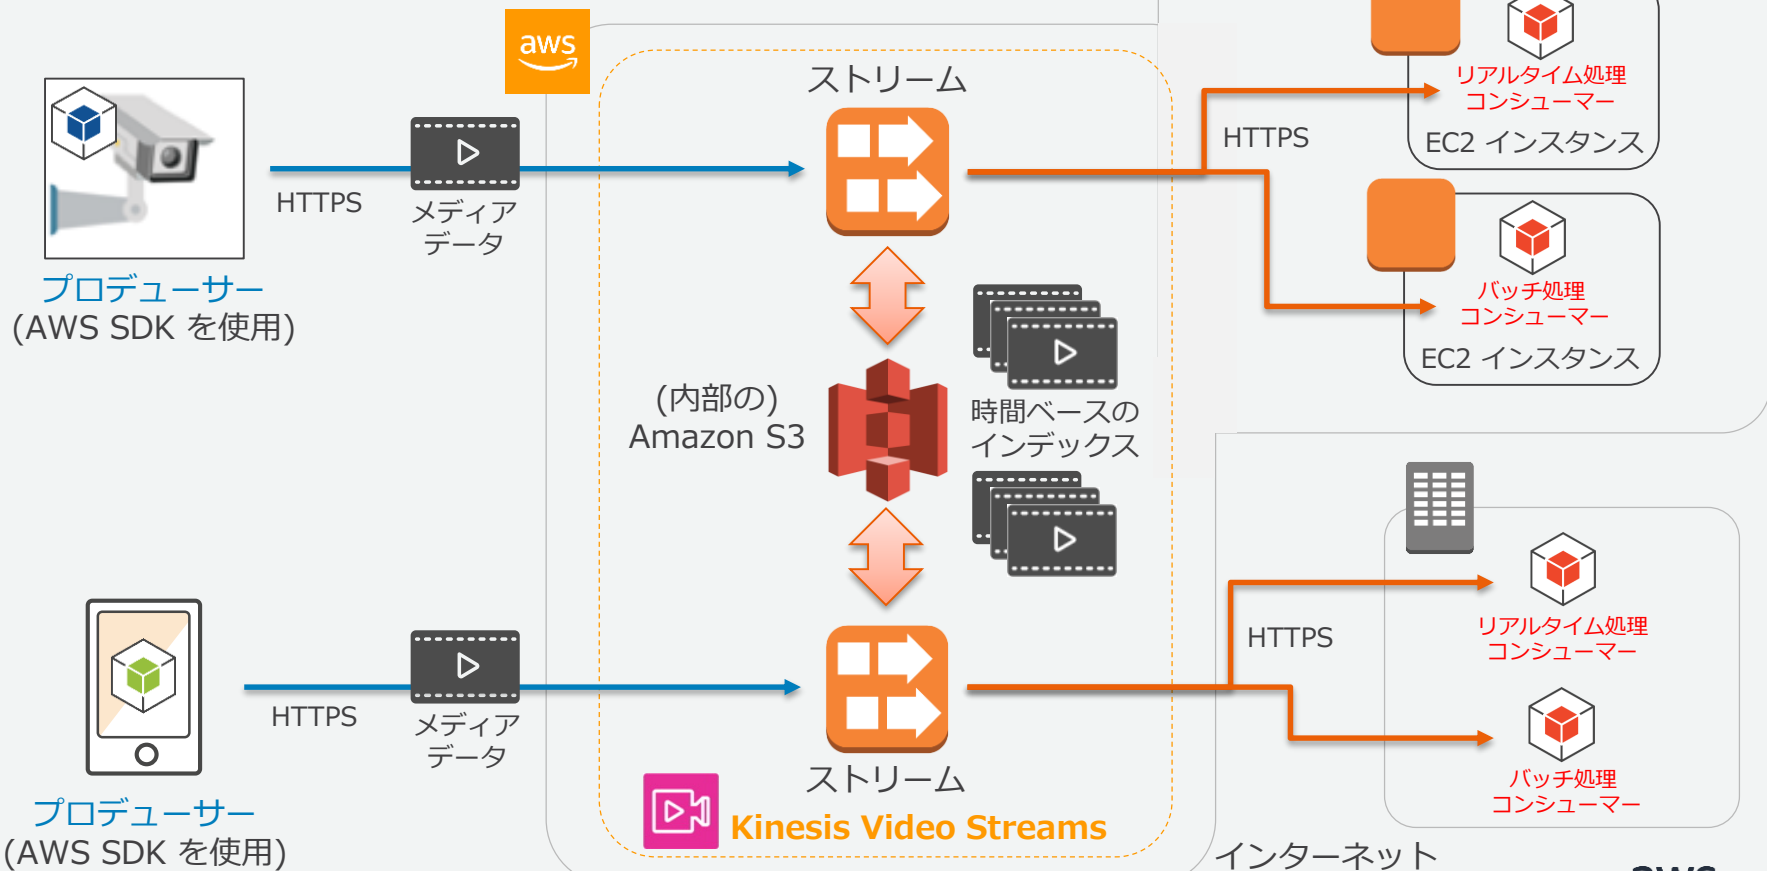 aws
ストリーム
リアルタイム処理
コンシューマー
HTTPS
EC2 インスタンス
HTTPS
メディア
データ
プロデューサー
(AWS SDK を使用)
バッチ処理
コンシューマー
EC2 インスタンス
(内部の)
Amazon S3
時間ベースの
インデックス
HTTPS
リアルタイム処理
コンシューマー
HTTPS
メディア
データ
ストリーム
バッチ処理
コンシューマー
プロデューサー
(AWS SDK を使用)
Kinesis Video Streams
インターネット
aws